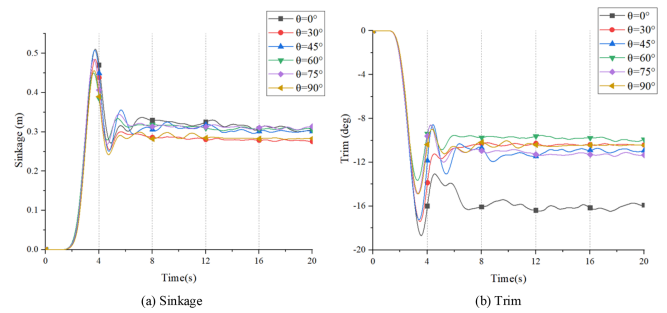 θ=0°
θ=30°
θ=45°
θ=60°
θ=75°
θ=90°
0.5
0.4
0.3
0.2
0.1
0.0
Sinkage (m)
0
4
8
12
16
20
Time(s)
(a) Sinkage
θ=0°
θ=30°
θ=45°
θ=60°
θ=75°
θ=90°
0
-4
-8
-12
-16
-20
Trim (deg)
0
4
8
12
16
20
Time(s)
(b) Trim